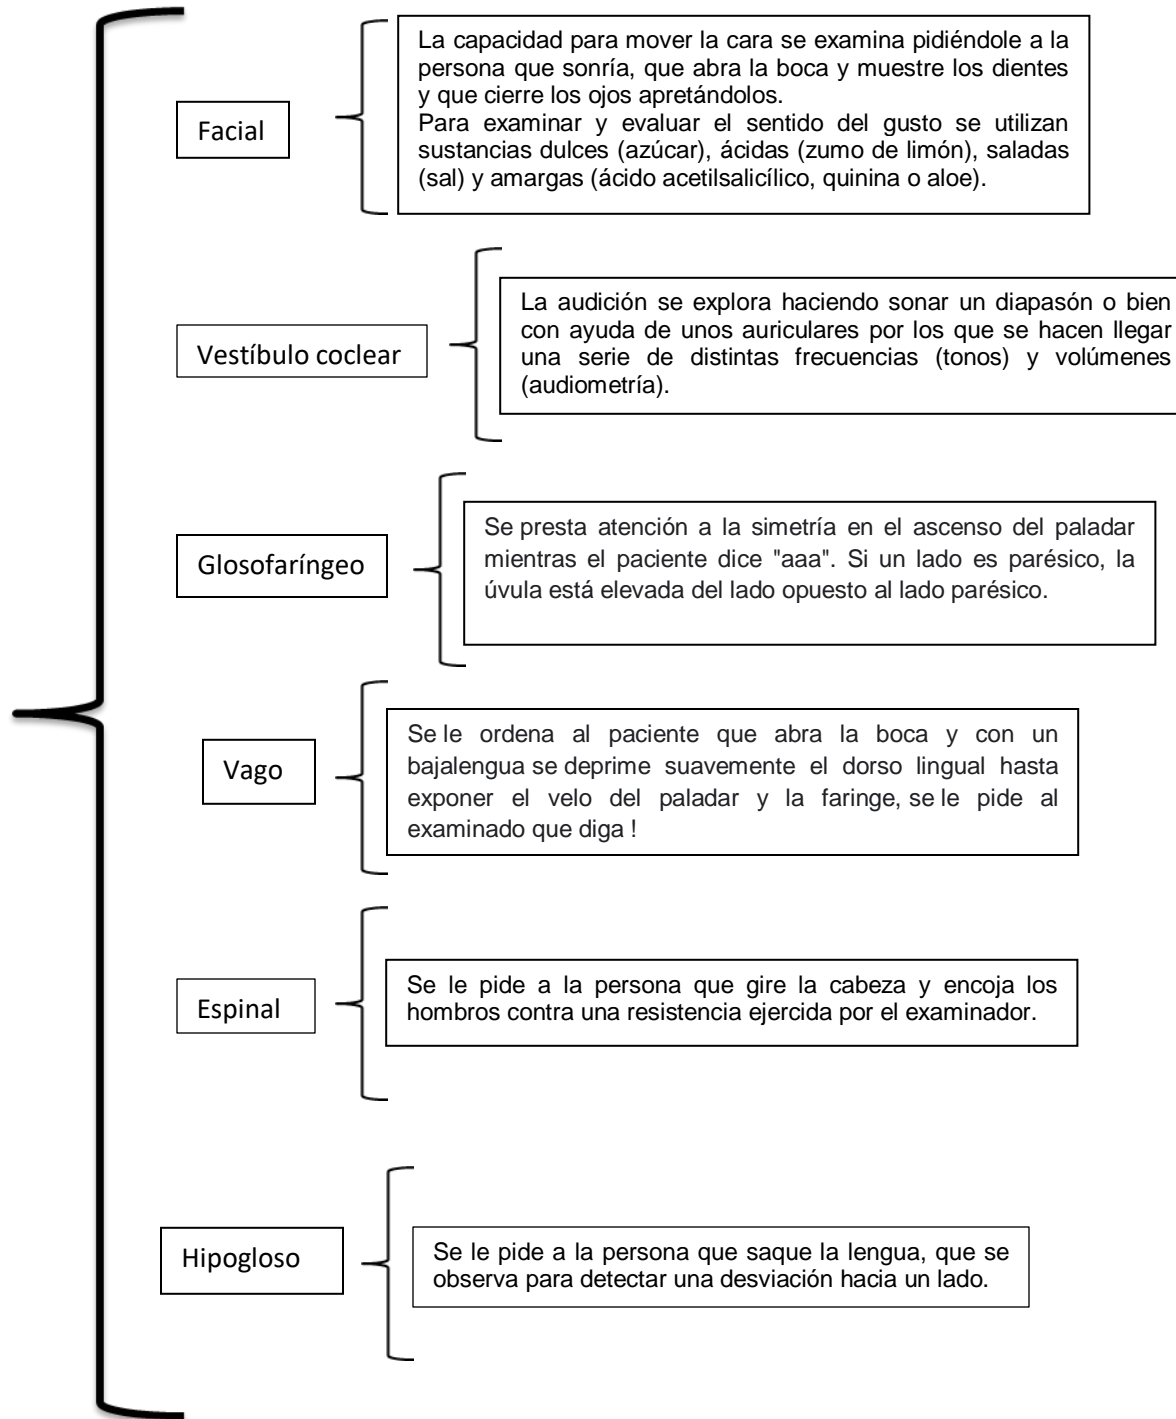 Facial
La capacidad para mover la cara se examina pidiéndole a la
persona que sonría, que abra la boca y muestre los dientes
y que cierre los ojos apretándolos.
Para examinar y evaluar el sentido del gusto se utilizan
sustancias dulces (azúcar), ácidas (zumo de limón), saladas
(sal) y amargas (ácido acetilsalicílico, quinina o aloe).
Vestíbulo coclear
La audición se explora haciendo sonar un diapasón o bien
con ayuda de unos auriculares por los que se hacen llegar
una serie de distintas frecuencias (tonos) y volúmenes
(audiometría).
Glosofaríngeo
Se presta atención a la simetría en el ascenso del paladar
mientras el paciente dice "aaa". Si un lado es parésico, la
úvula está elevada del lado opuesto al lado parésico.
Vago
Se le ordena al paciente que abra la boca y con un
bajalengua se deprime suavemente el dorso lingual hasta
exponer el velo del paladar y la faringe, se le pide al
examinado que diga !
Espinal
Se le pide a la persona que gire la cabeza y encoja los
hombros contra una resistencia ejercida por el examinador.
Hipogloso
Se le pide a la persona que saque la lengua, que se
observa para detectar una desviación hacia un lado.